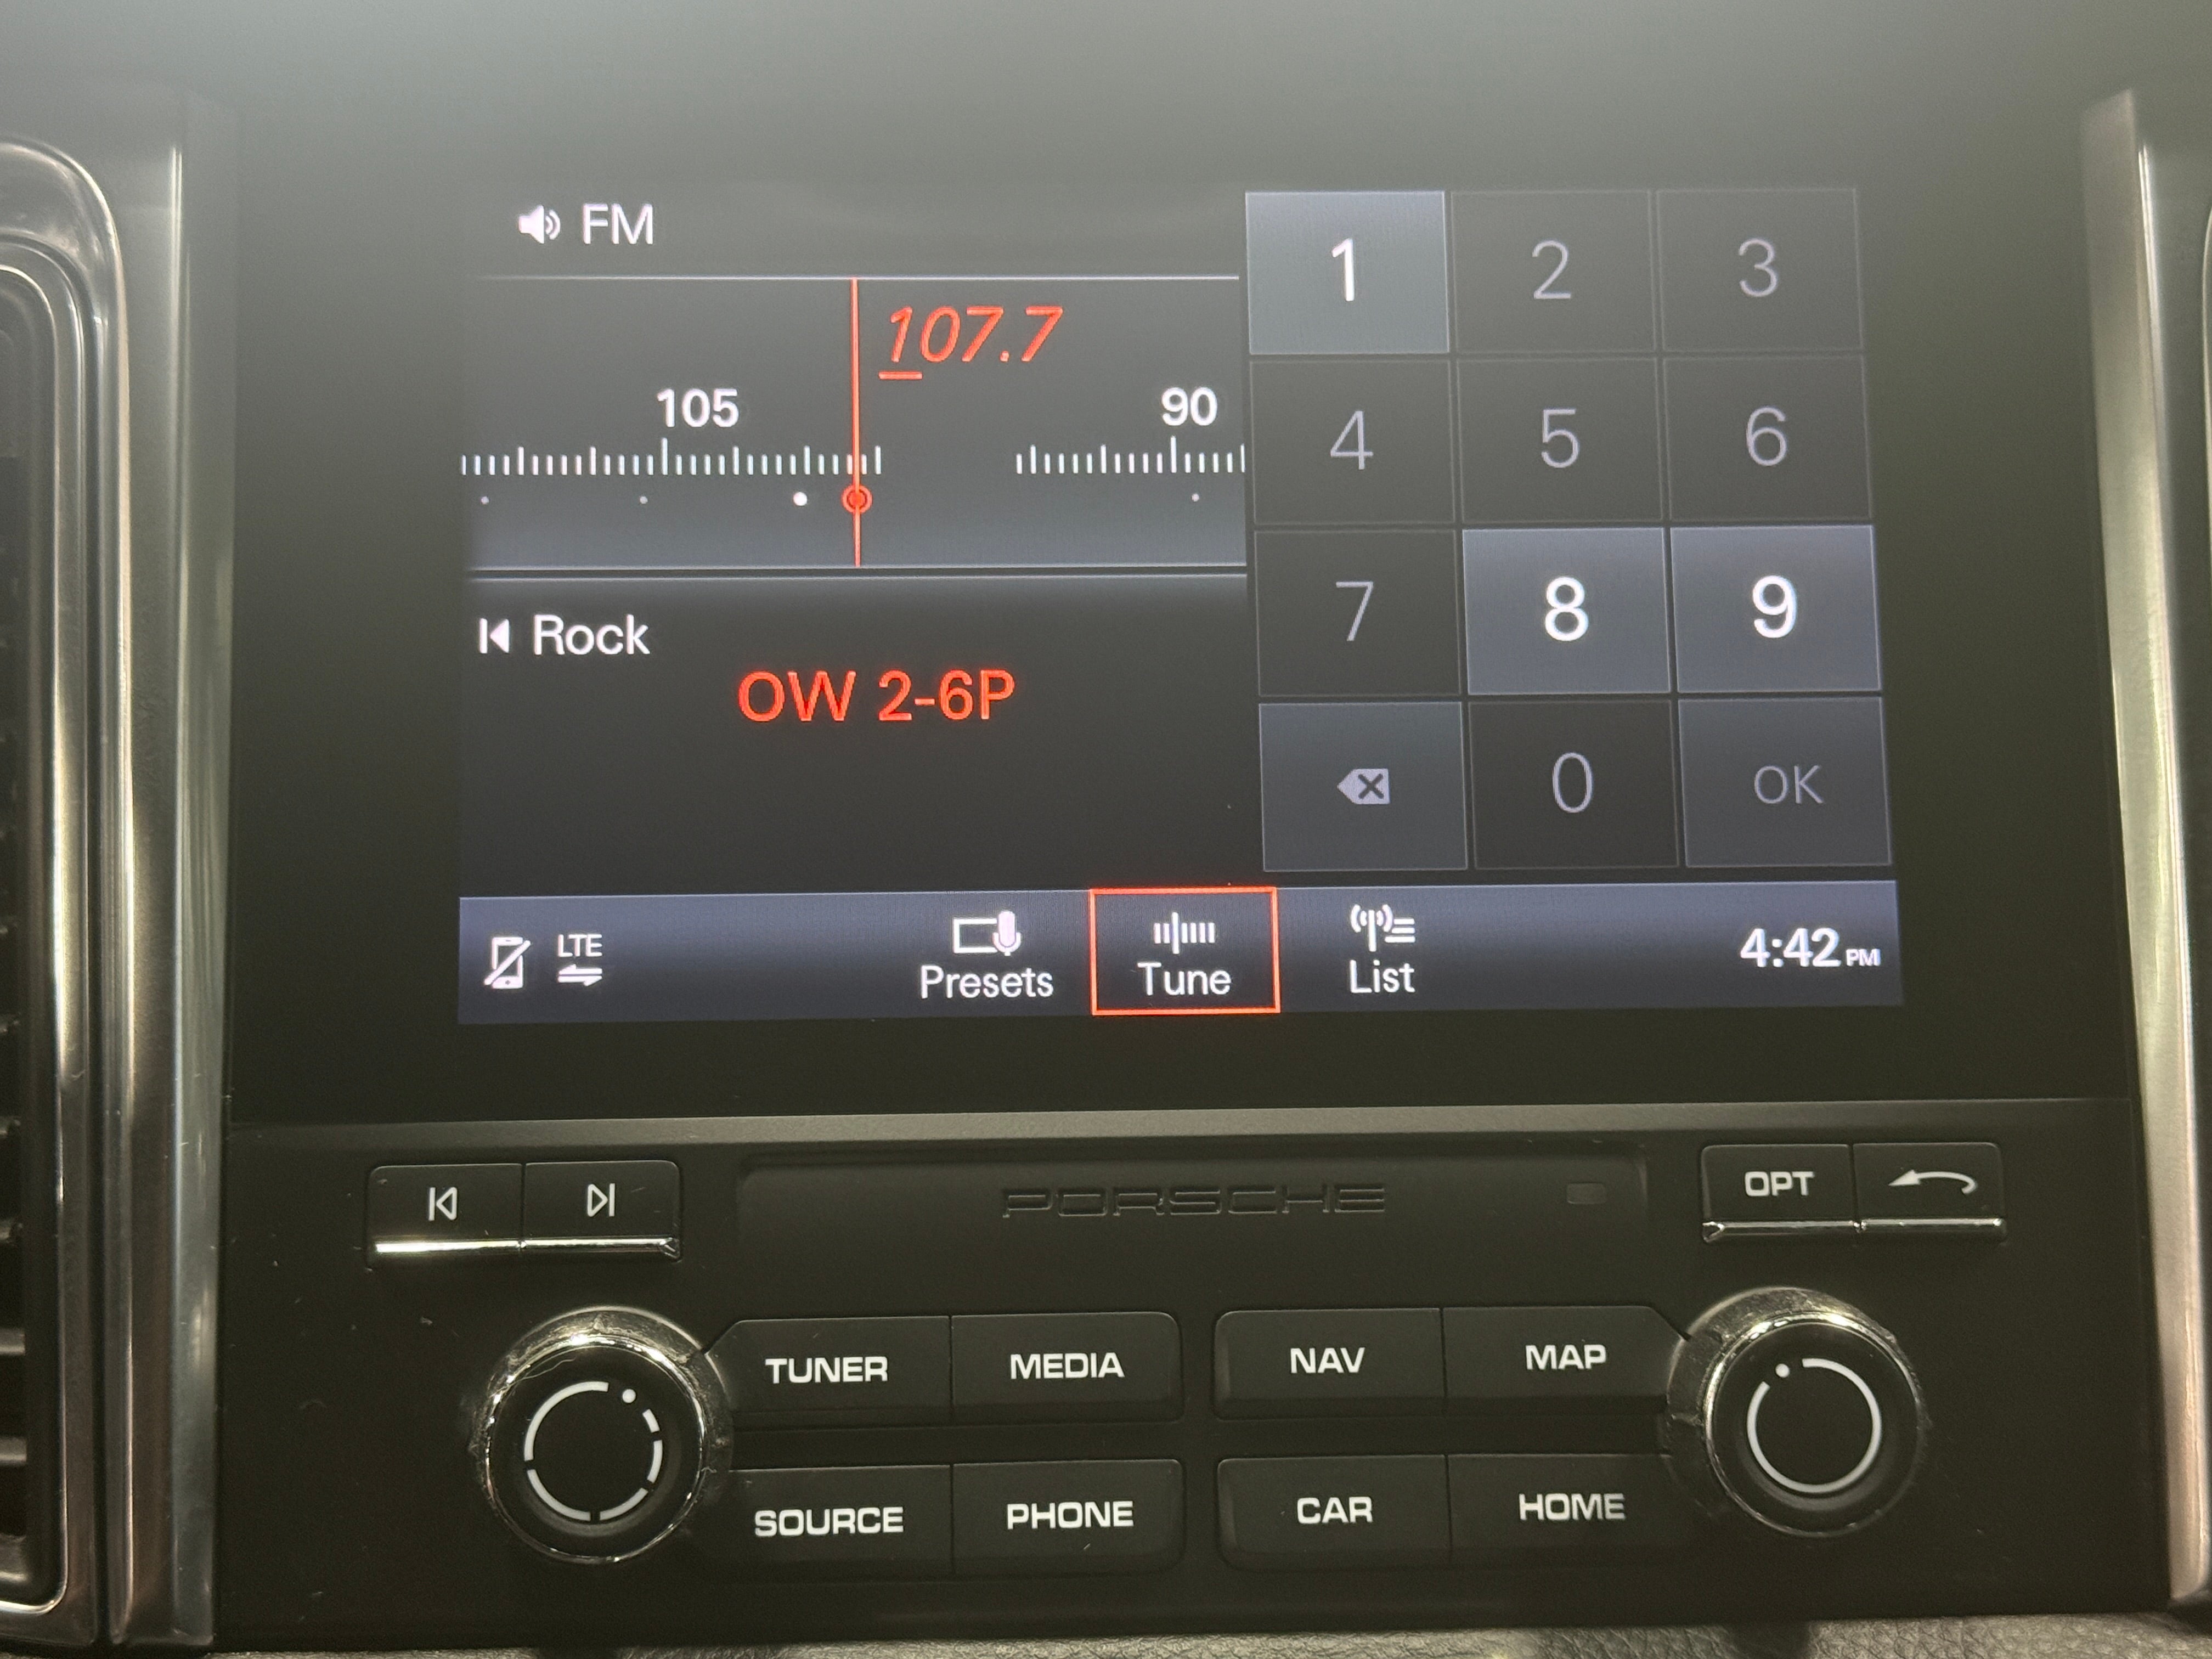 FM
107.7
105 90
Rock
OW 2-6P
1 2 3
4 5 6
7 8 9
0 OK
LTE
Presets Tune List
4:42 PM
PORSCHE
OPT
TUNER MEDIA NAV MAP
SOURCE PHONE CAR HOME